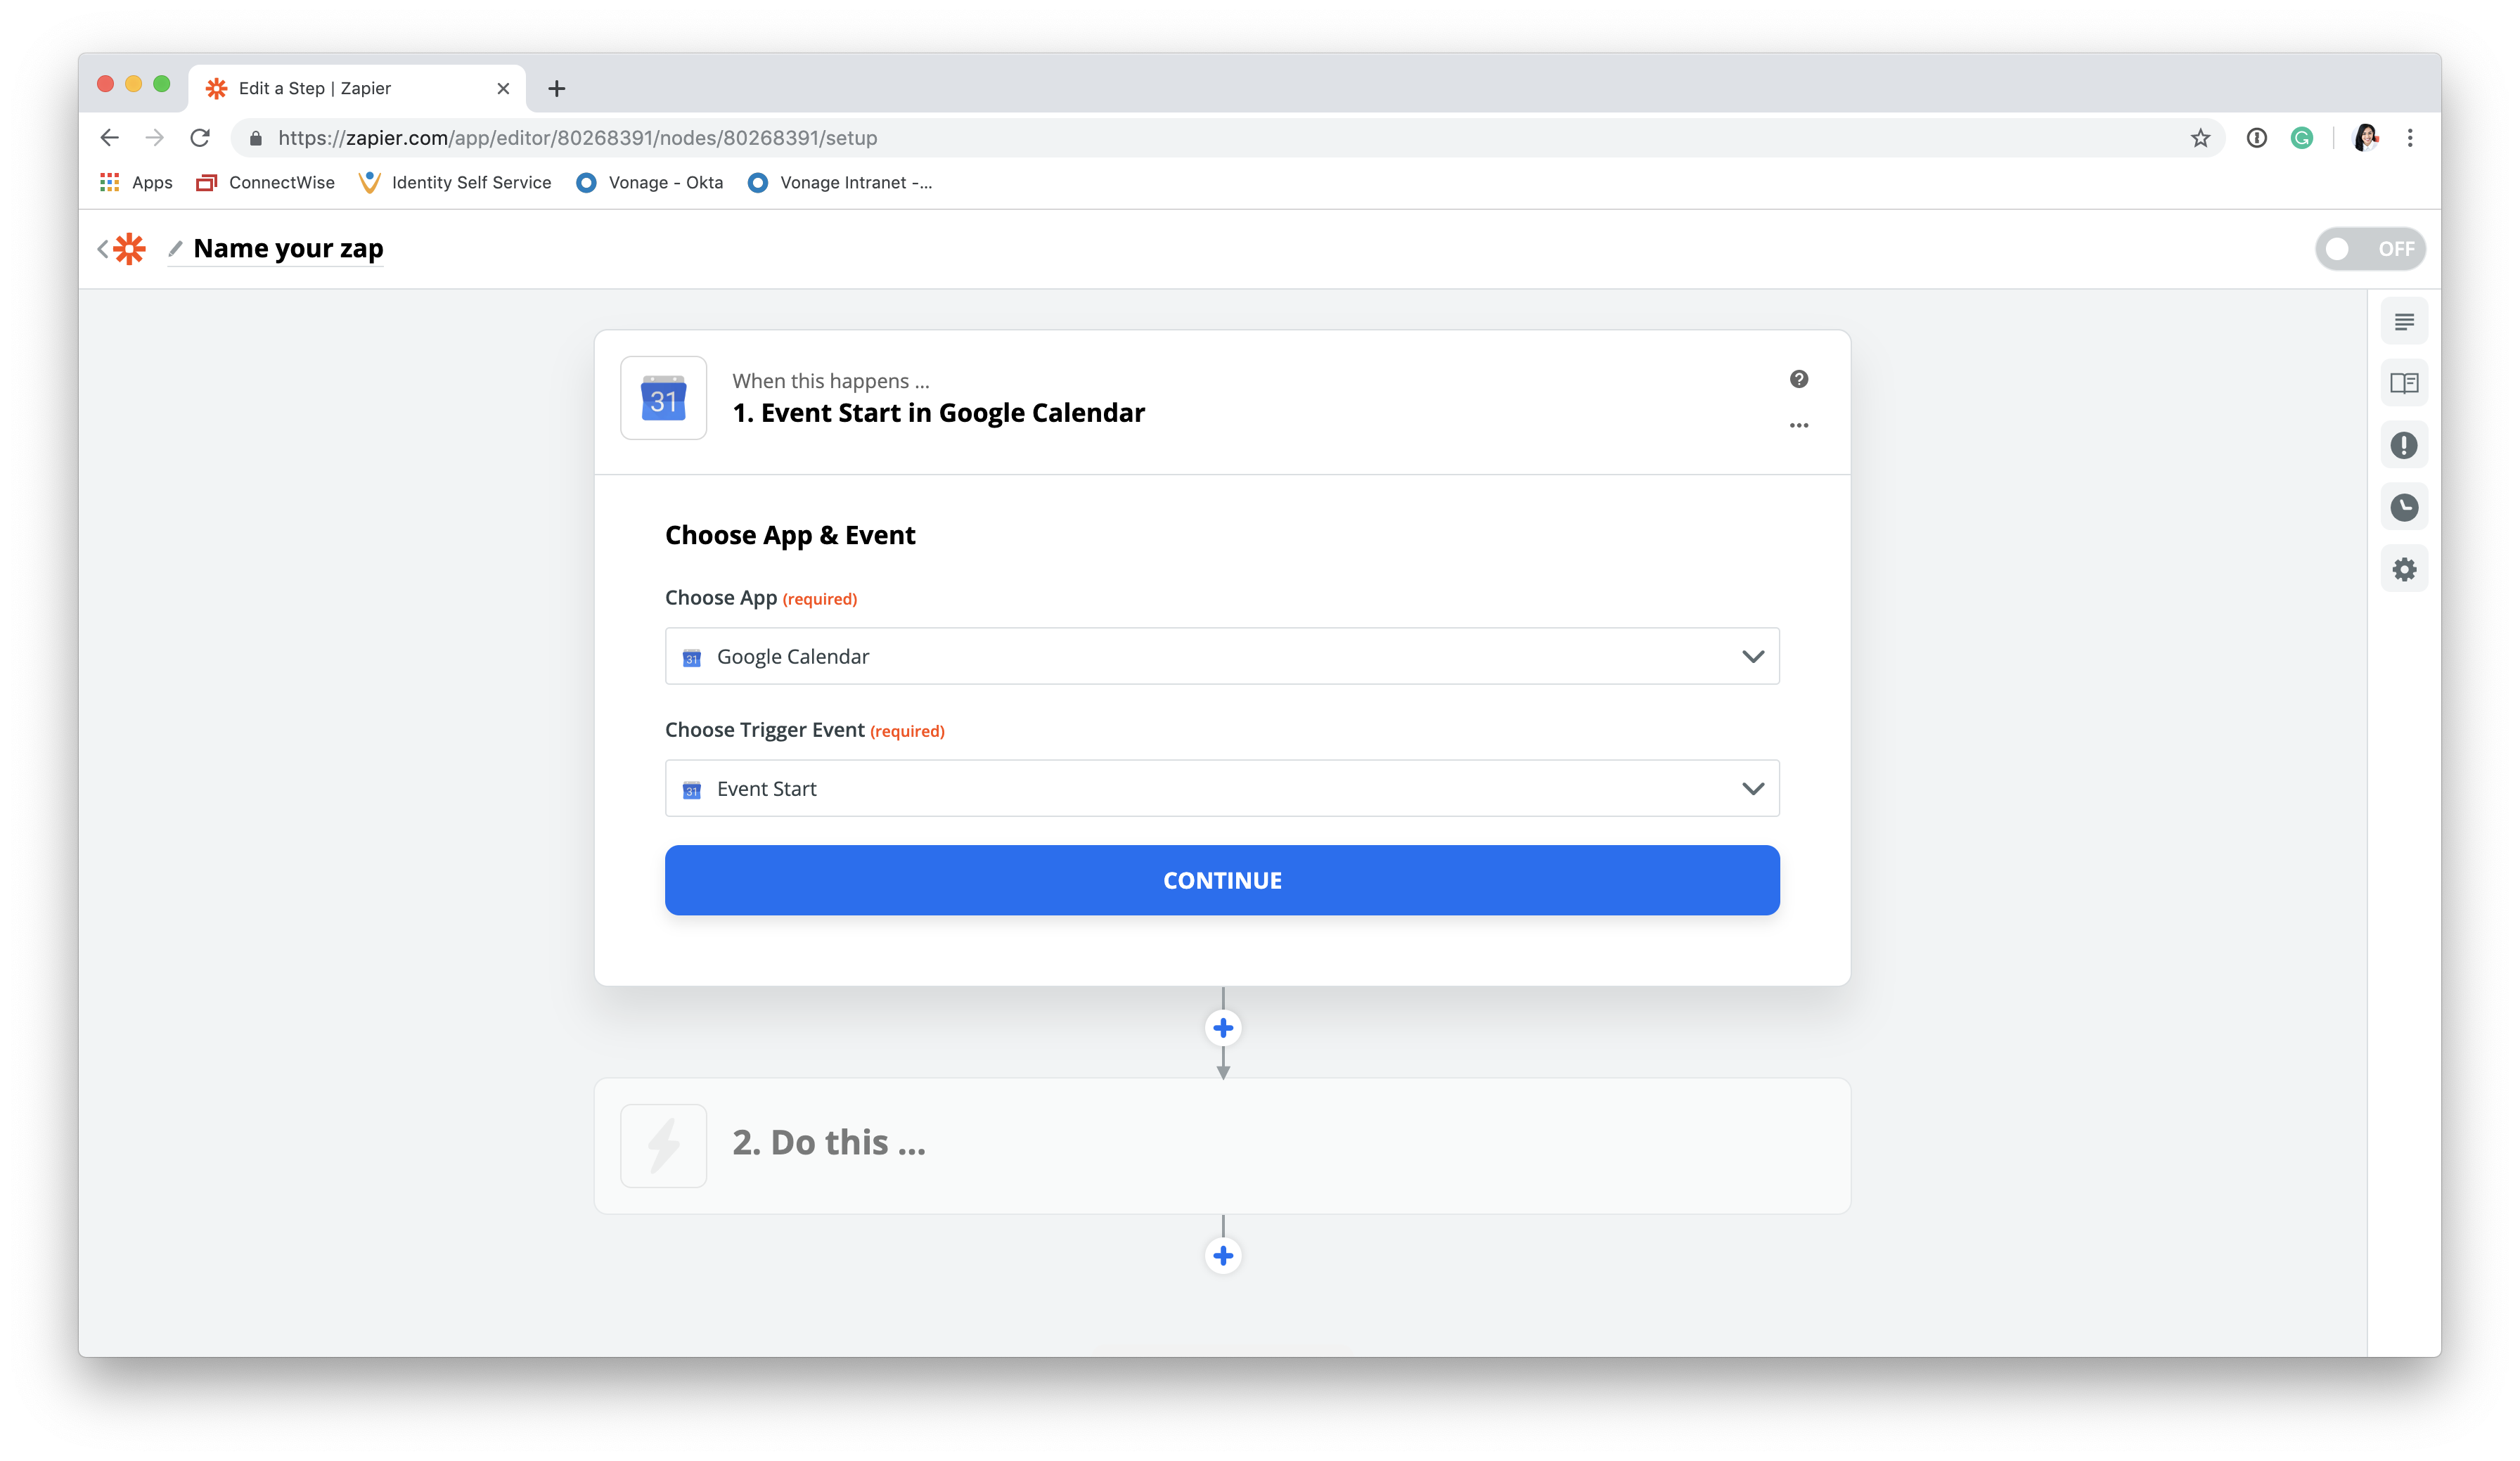 Edit a Step | Zapier
https://zapier.com/app/editor/80268391/nodes/80268391/setup
Apps ConnectWise Identity Self Service Vonage - Okta Vonage Intranet -...
Name your zap
OFF
31
When this happens ...
1. Event Start in Google Calendar
Choose App & Event
Choose App (required)
31 Google Calendar
Choose Trigger Event (required)
31 Event Start
CONTINUE
2. Do this ...